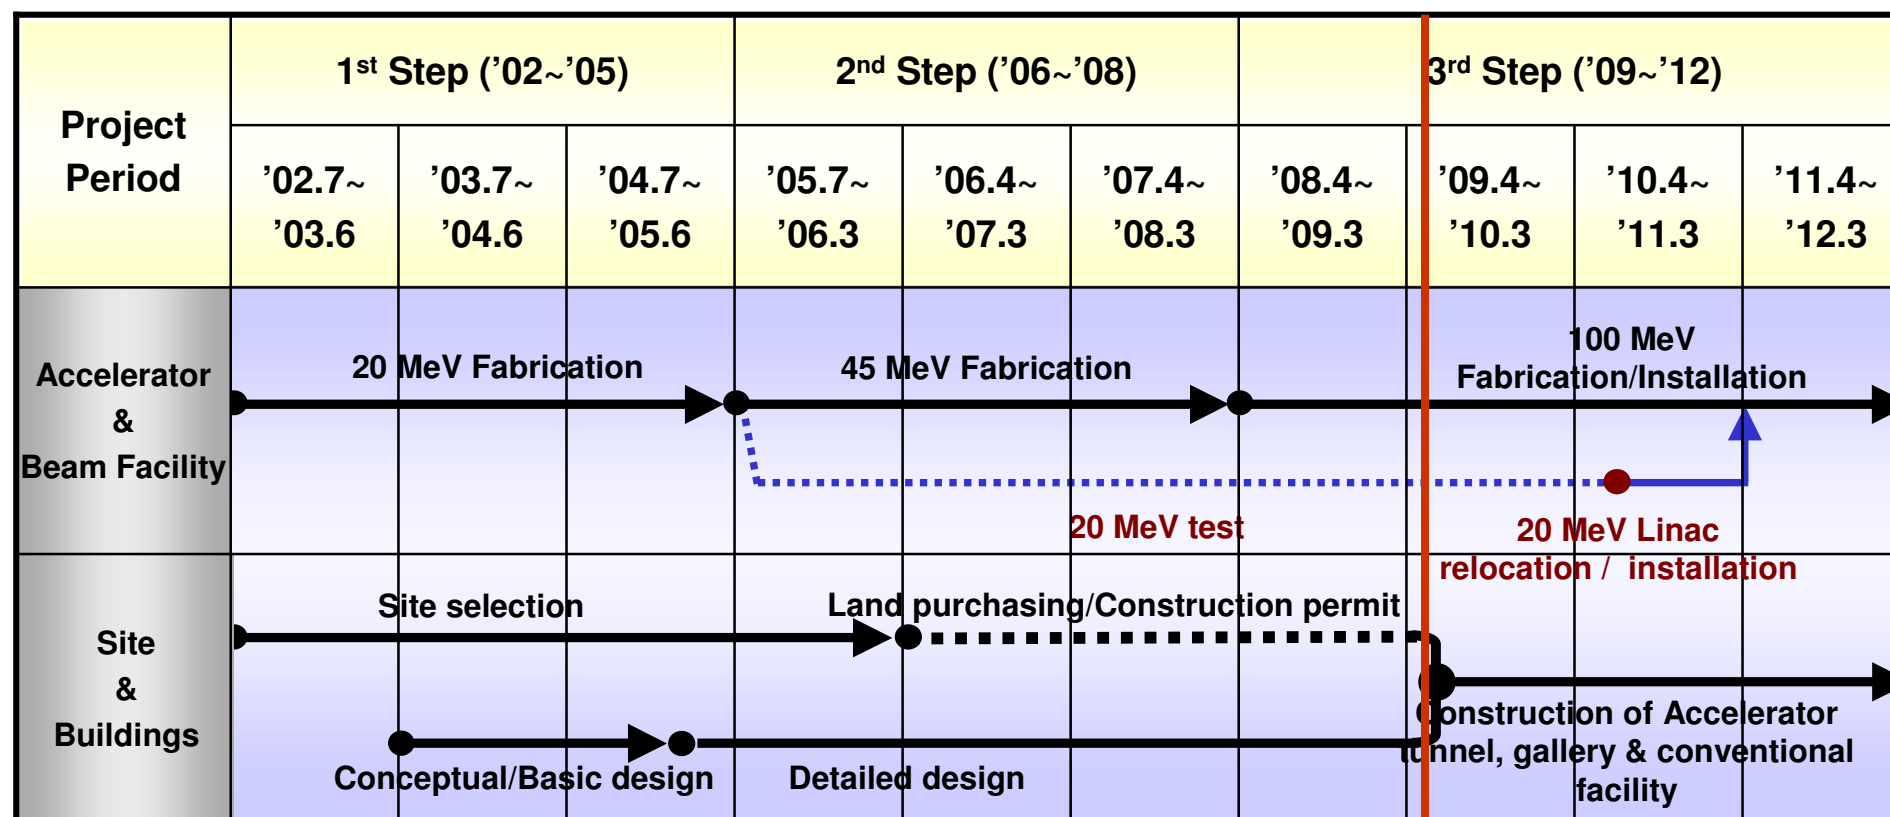 Project
Period
1st Step (’02~’05)
2nd Step (’06~’08)
3rd Step (’09~’12)
’02.7~
’03.6
’03.7~
’04.6
’04.7~
’05.6
’05.7~
’06.3
’06.4~
’07.3
’07.4~
’08.3
’08.4~
’09.3
’09.4~
’10.3
’10.4~
’11.3
’11.4~
’12.3
Accelerator
&
Beam Facility
20 MeV Fabrication
45 MeV Fabrication
100 MeV
Fabrication/Installation
20 MeV test
20 MeV Linac
relocation / installation
Site
&
Buildings
Site selection
Land purchasing/Construction permit
Conceptual/Basic design
Detailed design
Construction of Accelerator
tunnel, gallery & conventional
facility